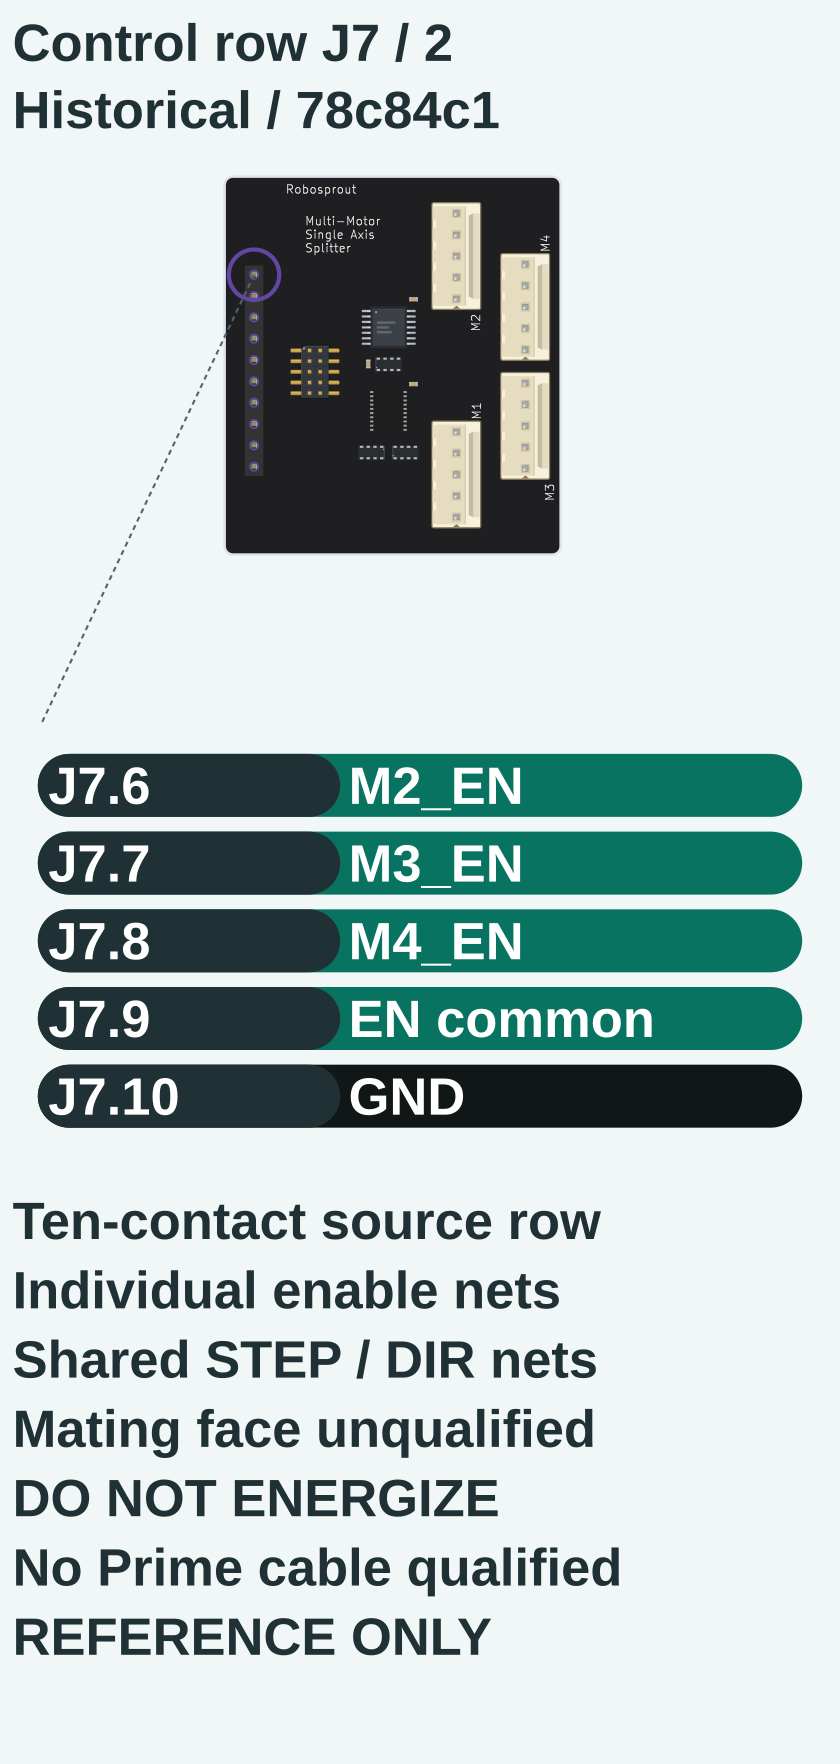 Control row J7 / 2
Historical / 78c84c1
Robosprout
Multi-Motor
Single Axis
Splitter
M4
M2
M1
M3
J7.6 M2_EN
J7.7 M3_EN
J7.8 M4_EN
J7.9 EN common
J7.10 GND
Ten-contact source row
Individual enable nets
Shared STEP / DIR nets
Mating face unqualified
DO NOT ENERGIZE
No Prime cable qualified
REFERENCE ONLY